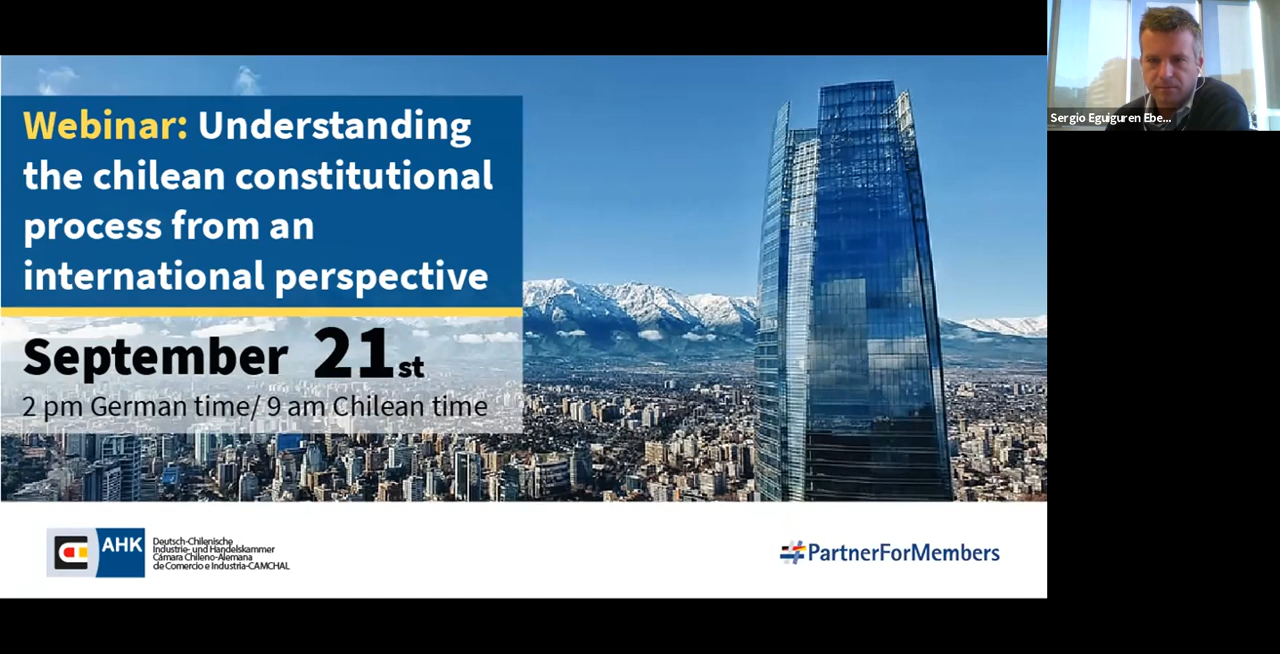 Webinar: Understanding
the chilean constitutional
process from an
international perspective
September 21st
2 pm German time/ 9 am Chilean time
AHK
Deutsch-Chilenische
Industrie- und Handelskammer
Cámara Chileno-Alemana
de Comercio e Industria-CAMCHAL
#PartnerForMembers
Sergio Eguiguren Ebe...